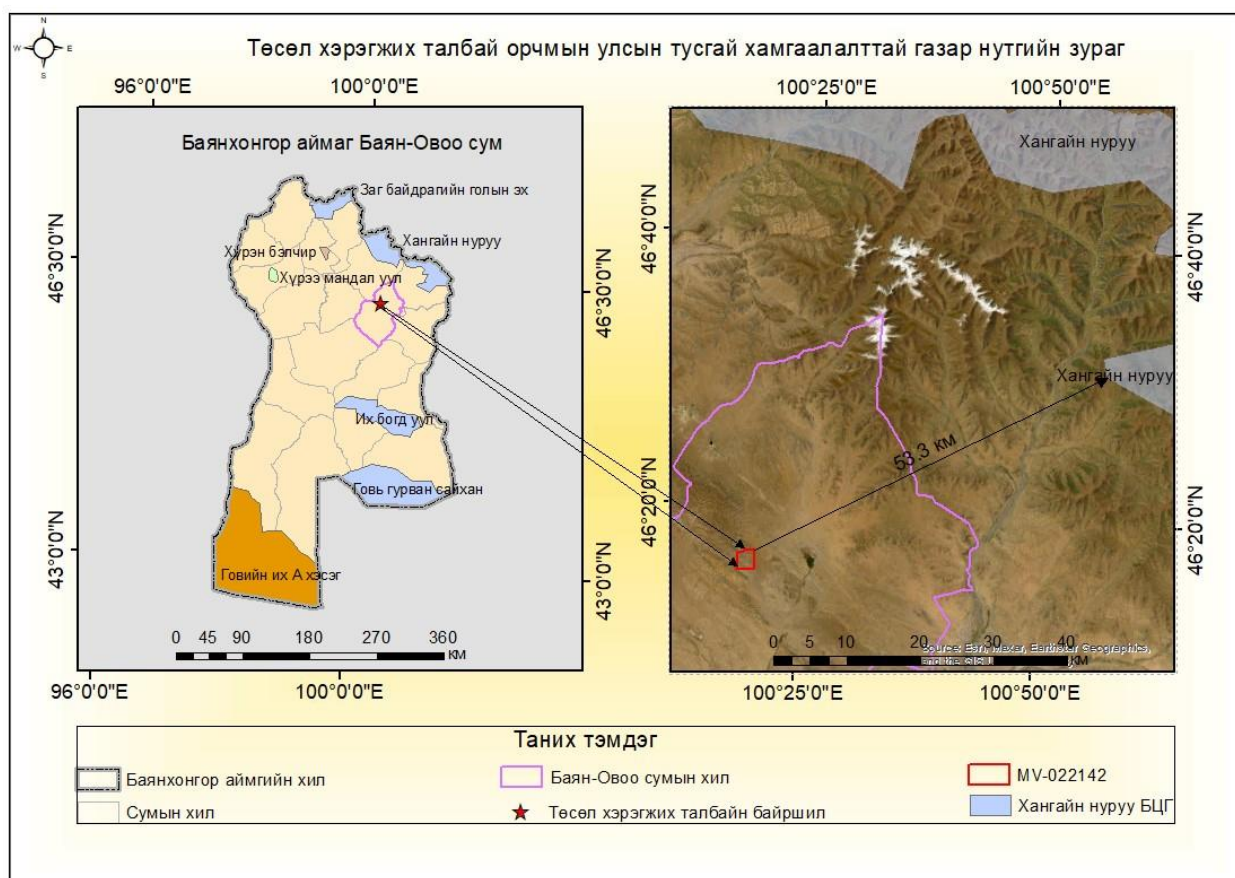 N
W E
S
Төсөл хэрэгжих талбай орчмын улсын тусгай хамгаалалттай газар нутгийн зураг
96°0'0"E 100°0'0"E
100°25'0"E 100°50'0"E
Баянхонгор аймаг Баян-Овоо сум
Заг байдрагийн голын эх
Хангайн нуруу
Хүрэн бэлчир
Хүрээ мандал уул
Их богд уул
Говь гурван сайхан
Говийн их А хэсэг
46°30'0"N
43°0'0"N
46°30'0"N
43°0'0"N
0 45 90 180 270 360
КМ
96°0'0"E 100°0'0"E
Хангайн нуруу
Хангайн нуруу
53.3 км
46°40'0"N
46°20'0"N
46°40'0"N
46°20'0"N
0 5 10 20 30 40
КМ
Source: Esri, Maxar, Earthstar Geographics,
and the GIS U
100°25'0"E 100°50'0"E
Таних тэмдэг
Баянхонгор аймгийн хил
Баян-Овоо сумын хил
MV-022142
Сумын хил
Төсөл хэрэгжих талбайн байршил
Хангайн нуруу БЦГ